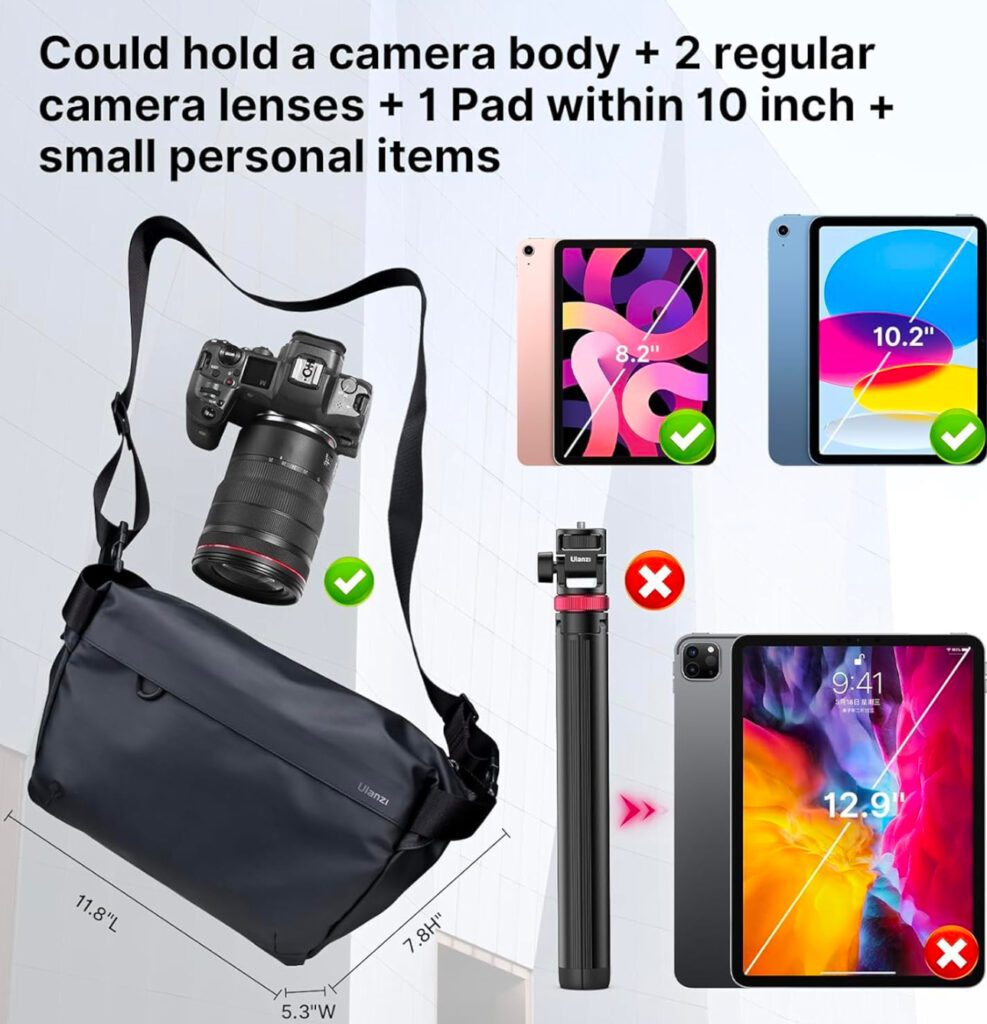 Could hold a camera body + 2 regular
camera lenses + 1 Pad within 10 inch +
small personal items
8.2"
10.2"
Ulanzi
9:41
12.9"
Ulanzi
11.8"L
7.8H"
5.3"W